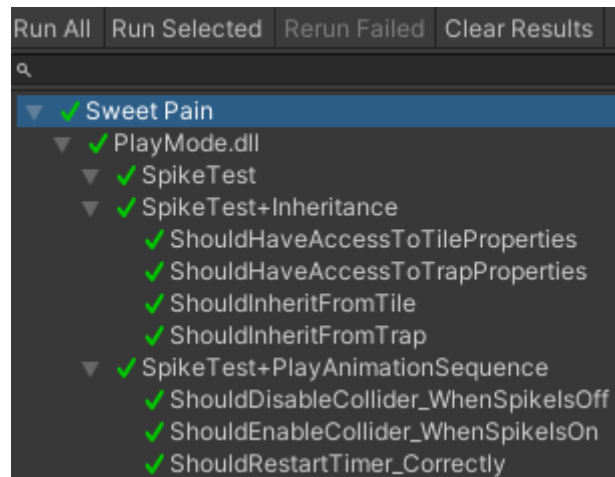 Run All Run Selected Rerun Failed Clear Results
Sweet Pain
PlayMode.dll
SpikeTest
SpikeTest+Inheritance
ShouldHaveAccessToTileProperties
ShouldHaveAccessToTrapProperties
ShouldInheritFromTile
ShouldInheritFromTrap
SpikeTest+PlayAnimationSequence
ShouldDisableCollider_WhenSpikeIsOff
ShouldEnableCollider_WhenSpikeIsOn
ShouldRestartTimer_Correctly